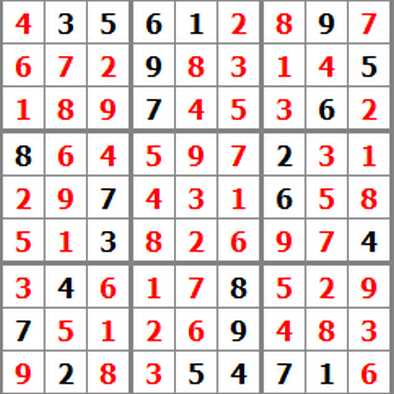 4 3 5 6 1 2 8 9 7
6 7 2 9 8 3 1 4 5
1 8 9 7 4 5 3 6 2
8 6 4 5 9 7 2 3 1
2 9 7 4 3 1 6 5 8
5 1 3 8 2 6 9 7 4
3 4 6 1 7 8 5 2 9
7 5 1 2 6 9 4 8 3
9 2 8 3 5 4 7 1 6